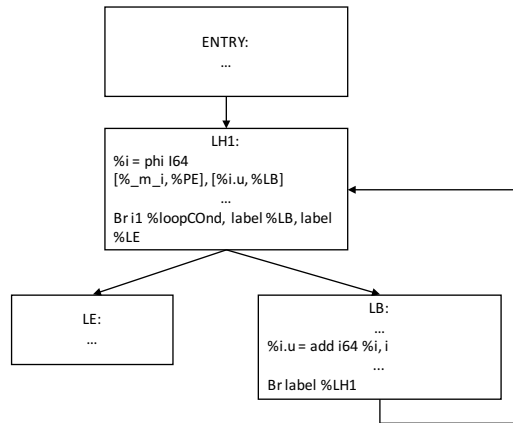 ENTRY:
…
LH1:
%i = phi I64
[%_m_i, %PE], [%i.u, %LB]
…
Br i1 %loopCOnd, label %LB, label
%LE
LE:
…
LB:
…
%i.u = add i64 %i, i
…
Br label %LH1